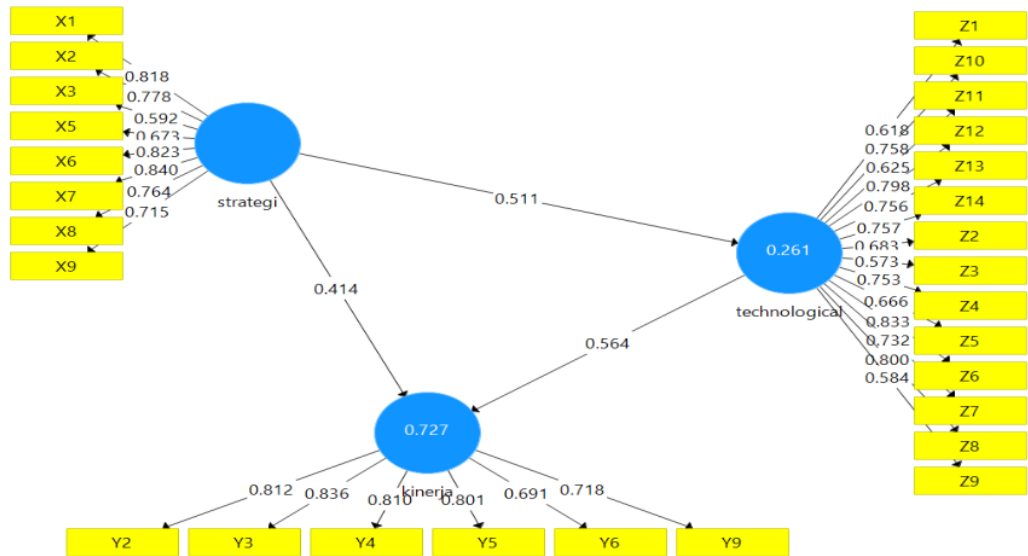 X1
X2
X3
X5
X6
X7
X8
X9
0.818
0.778
0.592
0.673
0.823
0.840
0.764
0.715
strategi
0.511
0.414
Z1
Z10
Z11
Z12
Z13
Z14
Z2
Z3
Z4
Z5
Z6
Z7
Z8
Z9
0.618
0.758
0.625
0.798
0.756
0.757
0.683
0.573
0.753
0.666
0.833
0.732
0.800
0.584
0.261
technological
0.564
0.727
kinerja
0.812
0.836
0.810
0.801
0.691
0.718
Y2
Y3
Y4
Y5
Y6
Y9